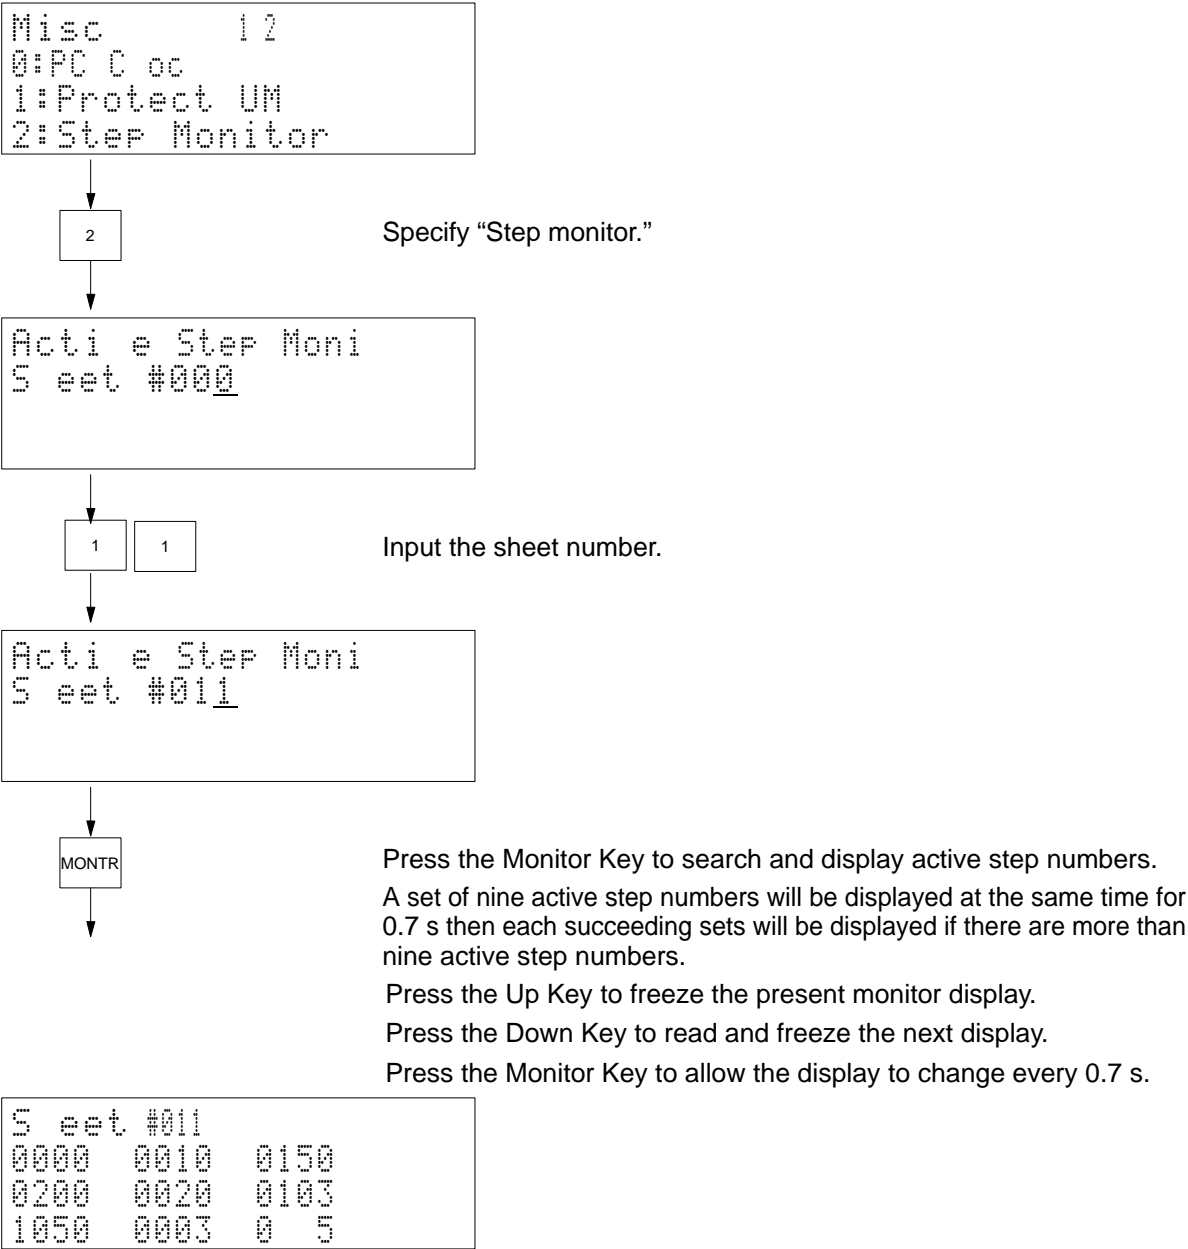 Misc 12
0:PC C oc
1:Protect UM
2:Step Monitor
2
Specify “Step monitor.”
Acti e Step Moni
S eet #000
1 1
Input the sheet number.
Acti e Step Moni
S eet #011
MONTR
Press the Monitor Key to search and display active step numbers.
A set of nine active step numbers will be displayed at the same time for
0.7 s then each succeeding sets will be displayed if there are more than
nine active step numbers.
Press the Up Key to freeze the present monitor display.
Press the Down Key to read and freeze the next display.
Press the Monitor Key to allow the display to change every 0.7 s.
S eet #011
0000 0010 0150
0200 0020 0103
1050 0003 0 5